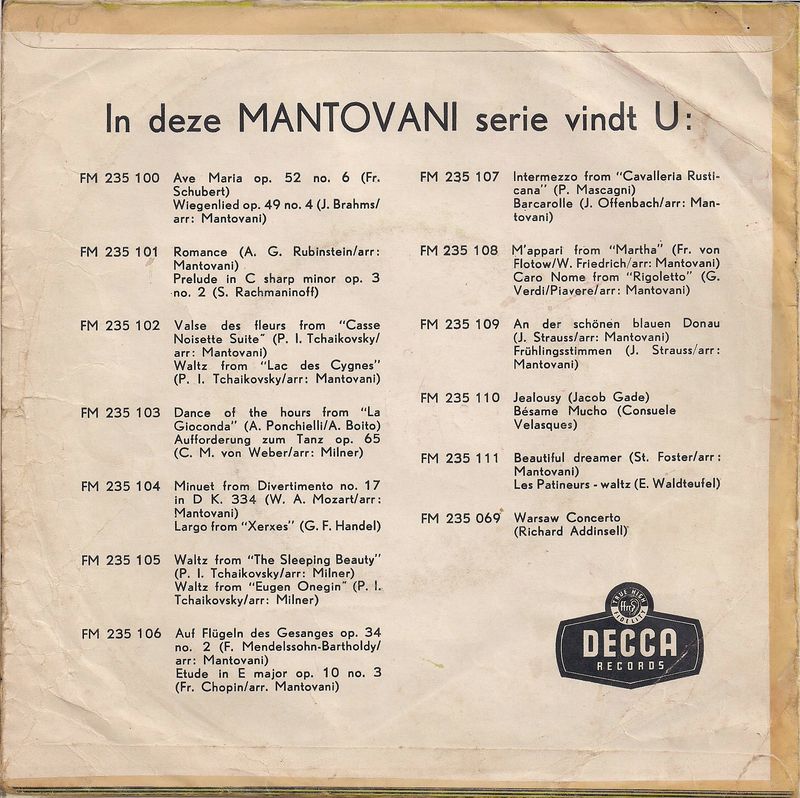 In deze MANTOVANI serie vindt U:
FM 235 100 Ave Maria op. 52 no. 6 (Fr.
Schubert)
Wiegenlied op. 49 no. 4 (J. Brahms/
arr: Mantovani)
FM 235 101 Romance (A. G. Rubinstein/arr:
Mantovani)
Prelude in C sharp minor op. 3
no. 2 (S. Rachmaninoff)
FM 235 102 Valse des fleurs from "Casse
Noisette Suite" (P. I. Tchaikovsky/
arr: Mantovani)
Waltz from "Lac des Cygnes"
(P. I. Tchaikovsky/arr: Mantovani)
FM 235 103 Dance of the hours from "La
Gioconda" (A. Ponchielli/A. Boito)
Aufforderung zum Tanz op. 65
(C. M. von Weber/arr: Milner)
FM 235 104 Minuet from Divertimento no. 17
in D K. 334 (W. A. Mozart/arr:
Mantovani)
Largo from "Xerxes" (G. F. Handel)
FM 235 105 Waltz from "The Sleeping Beauty"
(P. I. Tchaikovsky/arr: Milner)
Waltz from "Eugen Onegin" (P. I.
Tchaikovsky/arr: Milner)
FM 235 106 Auf Flügeln des Gesanges op. 34
no. 2 (F. Mendelssohn-Bartholdy/
arr: Mantovani)
Etude in E major op. 10 no. 3
(Fr. Chopin/arr. Mantovani)
FM 235 107 Intermezzo from "Cavalleria Rusti-
cana" (P. Mascagni)
Barcarolle (J. Offenbach/arr: Man-
tovani)
FM 235 108 M'appari from "Martha" (Fr. von
Flotow/W. Friedrich/arr: Mantovani)
Caro Nome from "Rigoletto" (G.
Verdi/Piavere/arr: Mantovani)
FM 235 109 An der schönen blauen Donau
(J. Strauss/arr: Mantovani)
Frühlingsstimmen (J. Strauss/arr:
Mantovani)
FM 235 110 Jealousy (Jacob Gade)
Bésame Mucho (Consuele
Velasques)
FM 235 111 Beautiful dreamer (St. Foster/arr:
Mantovani)
Les Patineurs - waltz (E. Waldteufel)
FM 235 069 Warsaw Concerto
(Richard Addinsell)
TRUE HIGH
ffrr
FIDELITY
DECCA
RECORDS